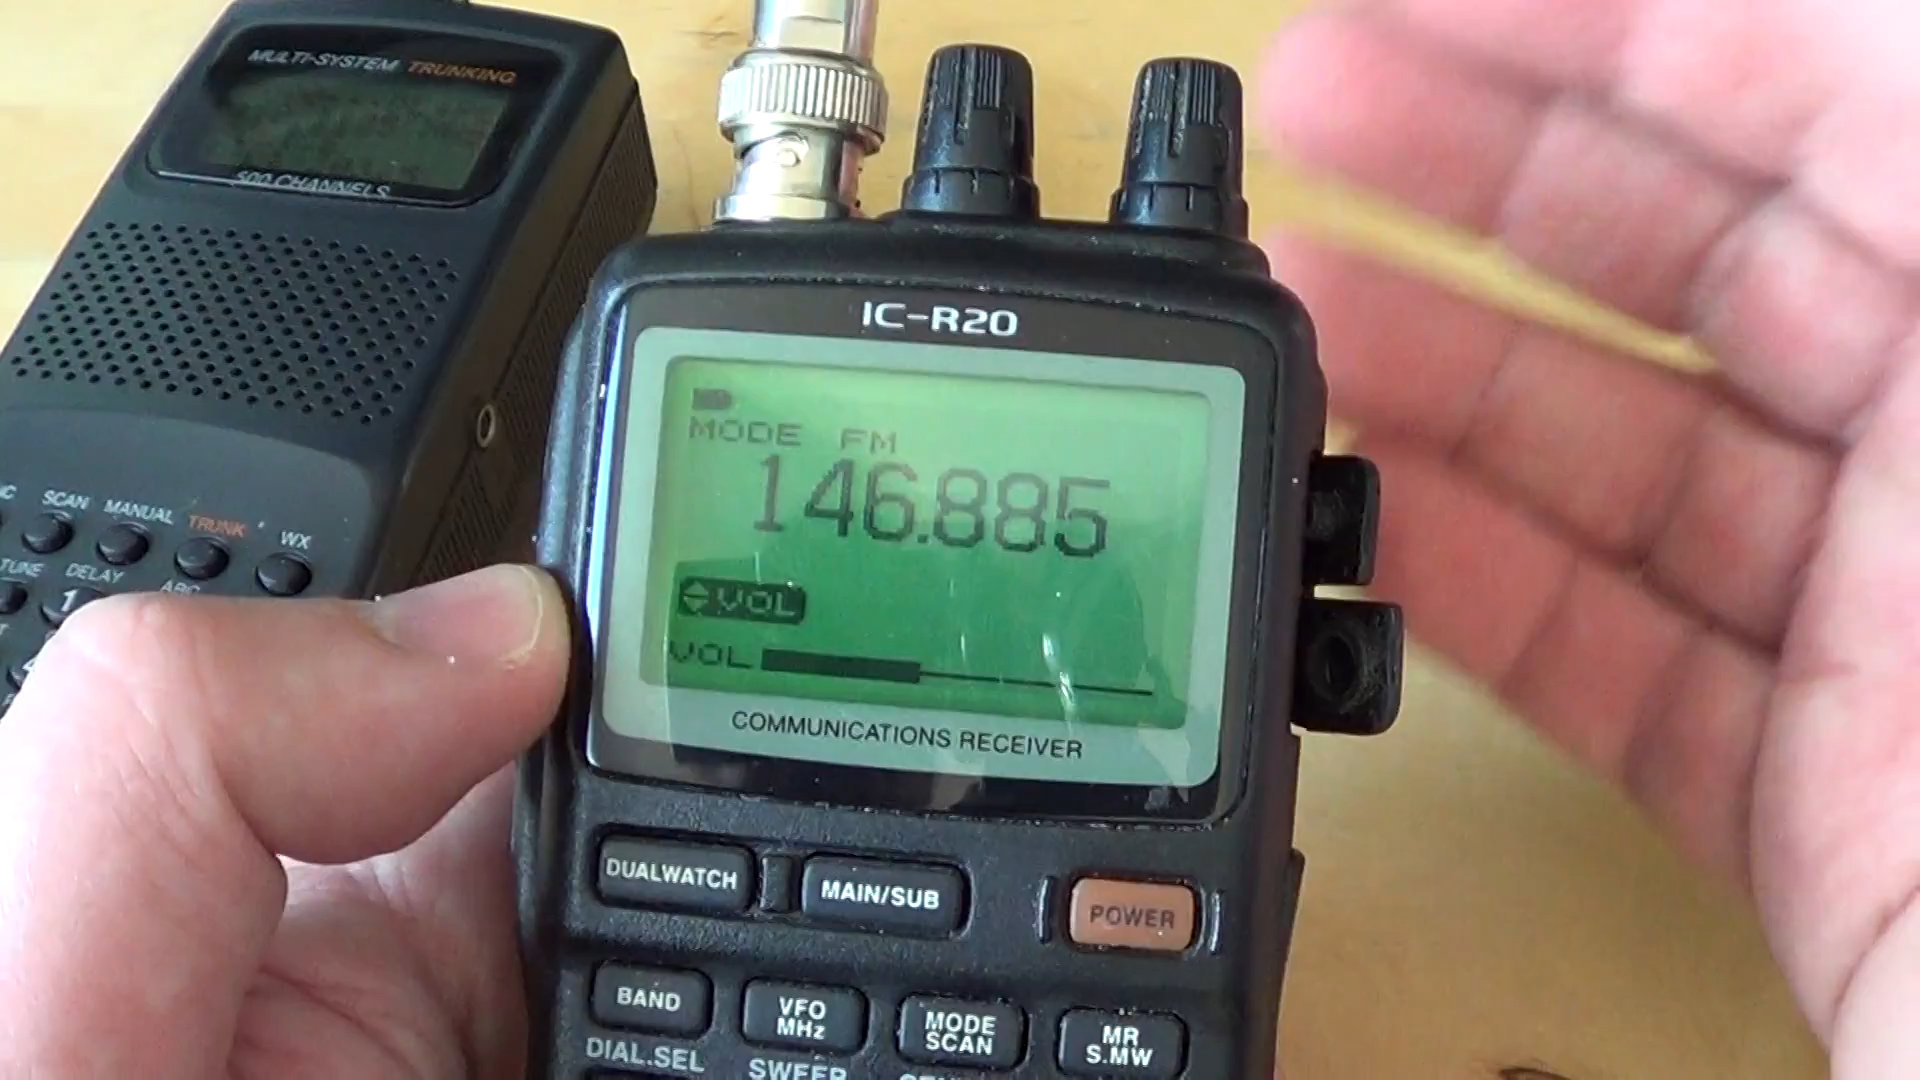 MULTI-SYSTEM TRUNKING
500 CHANNELS
SCAN MANUAL TRUNK WX
TUNE DELAY ABC
1
IC-R20
MODE FM
146.885
VOL
VOL
COMMUNICATIONS RECEIVER
DUALWATCH MAIN/SUB POWER
BAND VFO MHz MODE SCAN MR S.MW
DIAL.SEL SWEEP